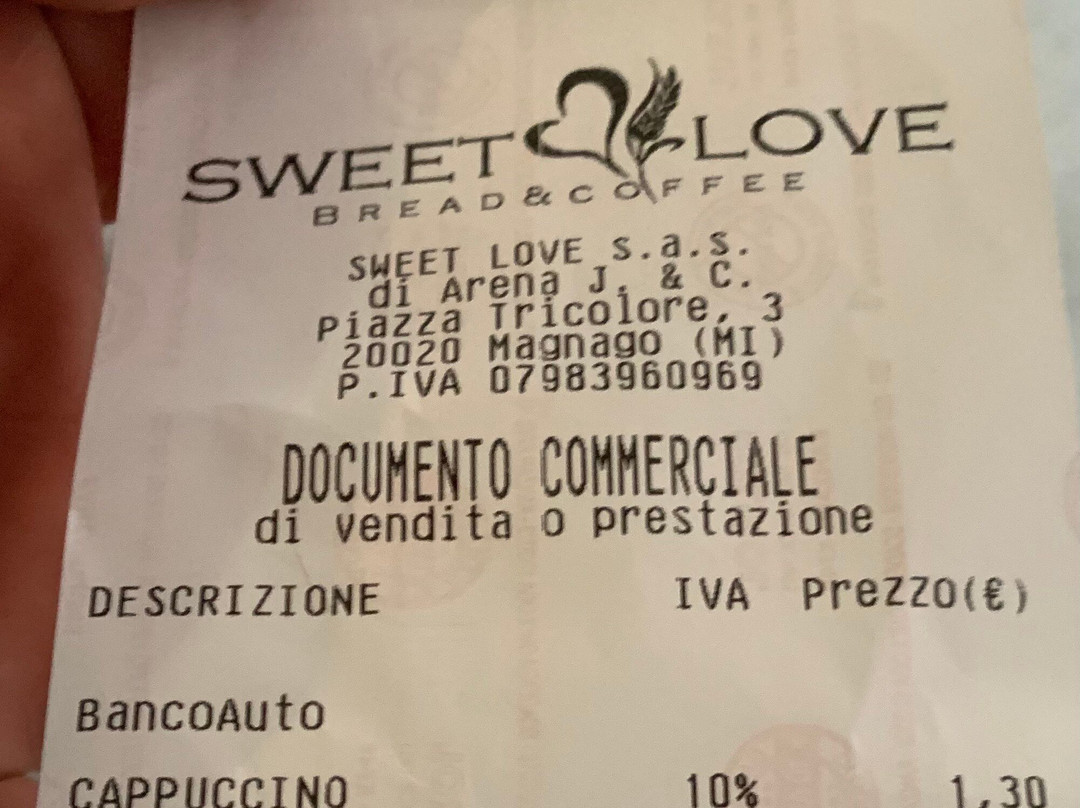 SWEET LOVE
BREAD & COFFEE
SWEET LOVE s.a.s.
di Arena J. & C.
Piazza Tricolore, 3
20020 Magnago (MI)
P.IVA 07983960969
DOCUMENTO COMMERCIALE
di vendita o prestazione
DESCRIZIONE IVA Prezzo(€)
BancoAuto
CAPPUCCINO 10% 1,30